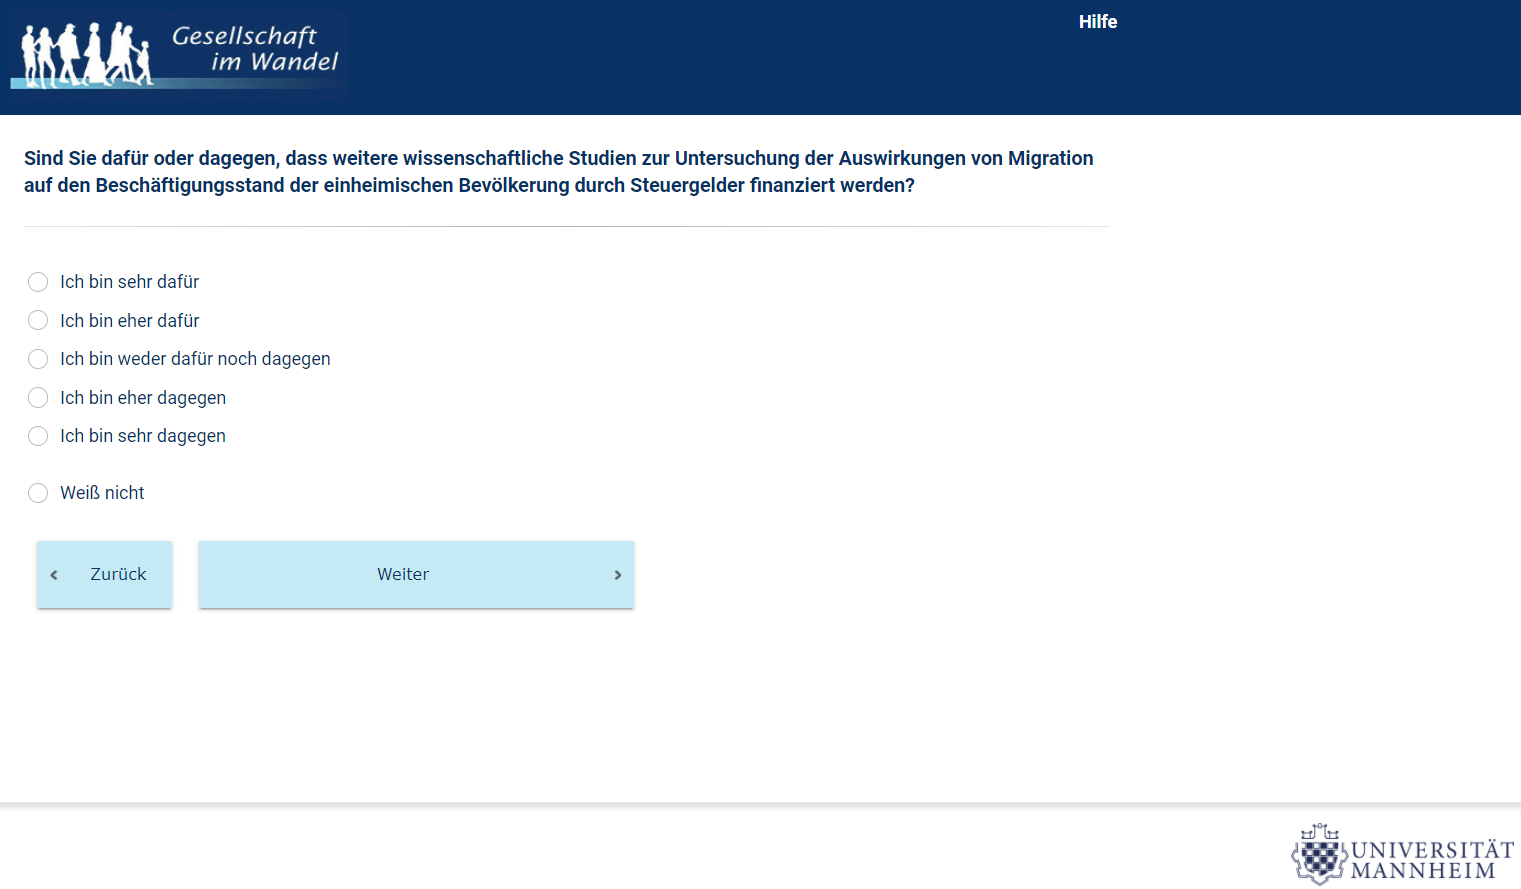 Gesellschaft
im Wandel
Hilfe
Sind Sie dafür oder dagegen, dass weitere wissenschaftliche Studien zur Untersuchung der Auswirkungen von Migration
auf den Beschäftigungsstand der einheimischen Bevölkerung durch Steuergelder finanziert werden?
Ich bin sehr dafür
Ich bin eher dafür
Ich bin weder dafür noch dagegen
Ich bin eher dagegen
Ich bin sehr dagegen
Weiß nicht
Zurück
Weiter
UNIVERSITÄT
MANNHEIM